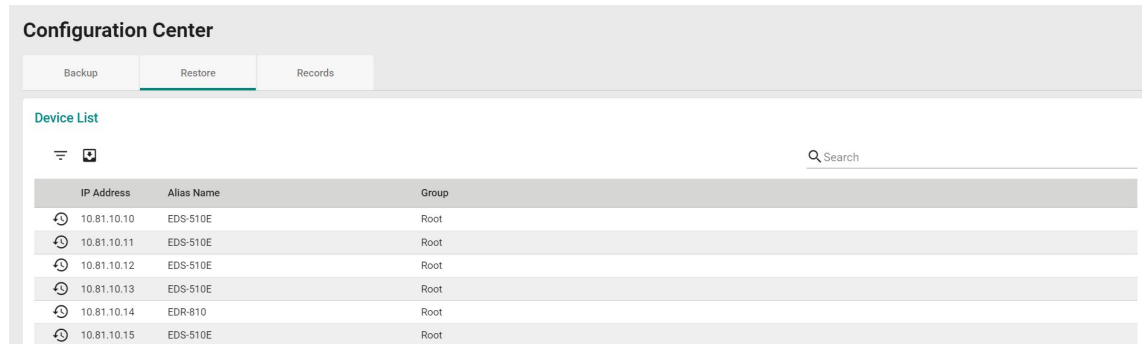 Configuration Center
Backup Restore Records
Device List
Search
IP Address Alias Name Group
10.81.10.10 EDS-510E Root
10.81.10.11 EDS-510E Root
10.81.10.12 EDS-510E Root
10.81.10.13 EDS-510E Root
10.81.10.14 EDR-810 Root
10.81.10.15 EDS-510E Root